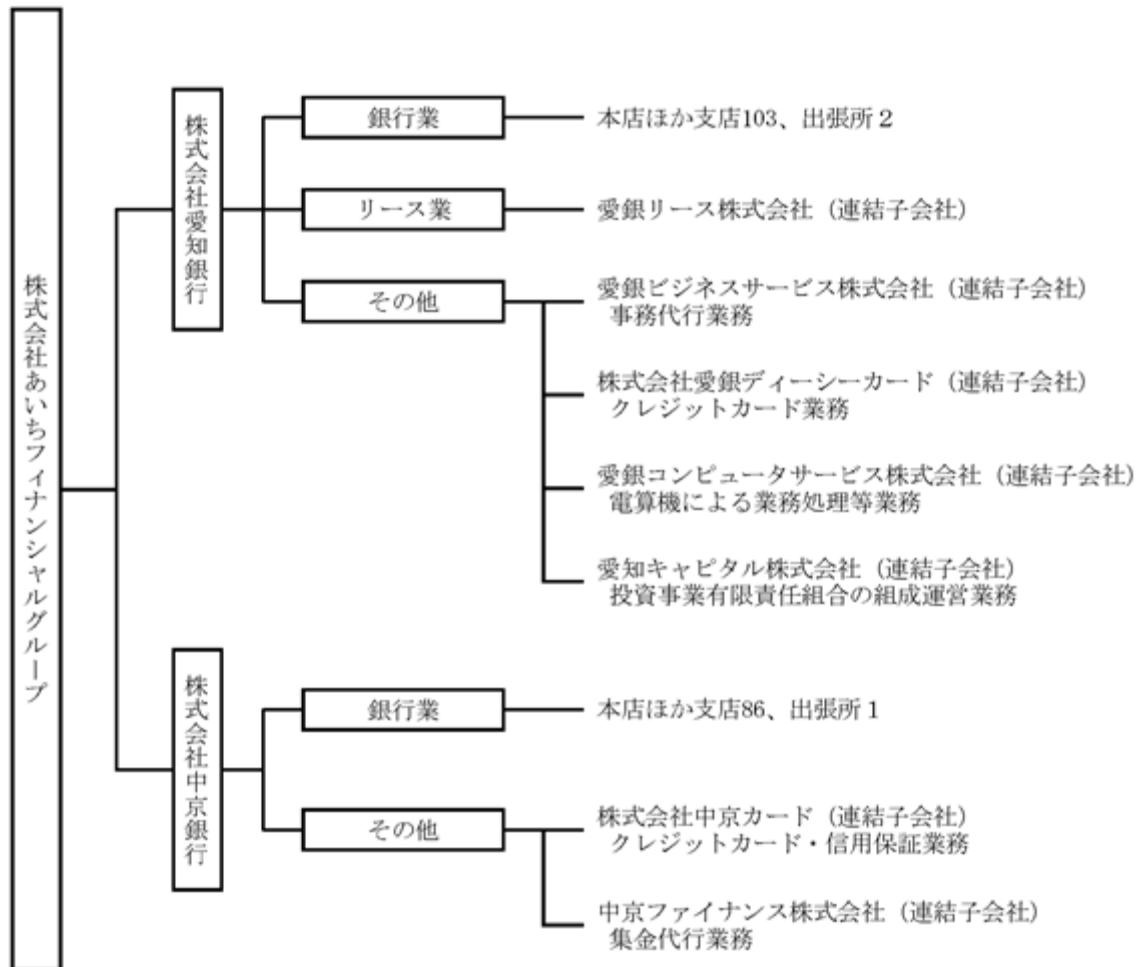 株式会社あいちフィナンシャルグループ
株式会社愛知銀行
銀行業
本店ほか支店103、出張所2
リース業
愛銀リース株式会社(連結子会社)
その他
愛銀ビジネスサービス株式会社(連結子会社)
事務代行業務
株式会社愛銀ディーシーカード(連結子会社)
クレジットカード業務
愛銀コンピュータサービス株式会社(連結子会社)
電算機による業務処理等業務
愛知キャピタル株式会社(連結子会社)
投資事業有限責任組合の組成運営業務
株式会社中京銀行
銀行業
本店ほか支店86、出張所1
その他
株式会社中京カード(連結子会社)
クレジットカード・信用保証業務
中京ファイナンス株式会社(連結子会社)
集金代行業務